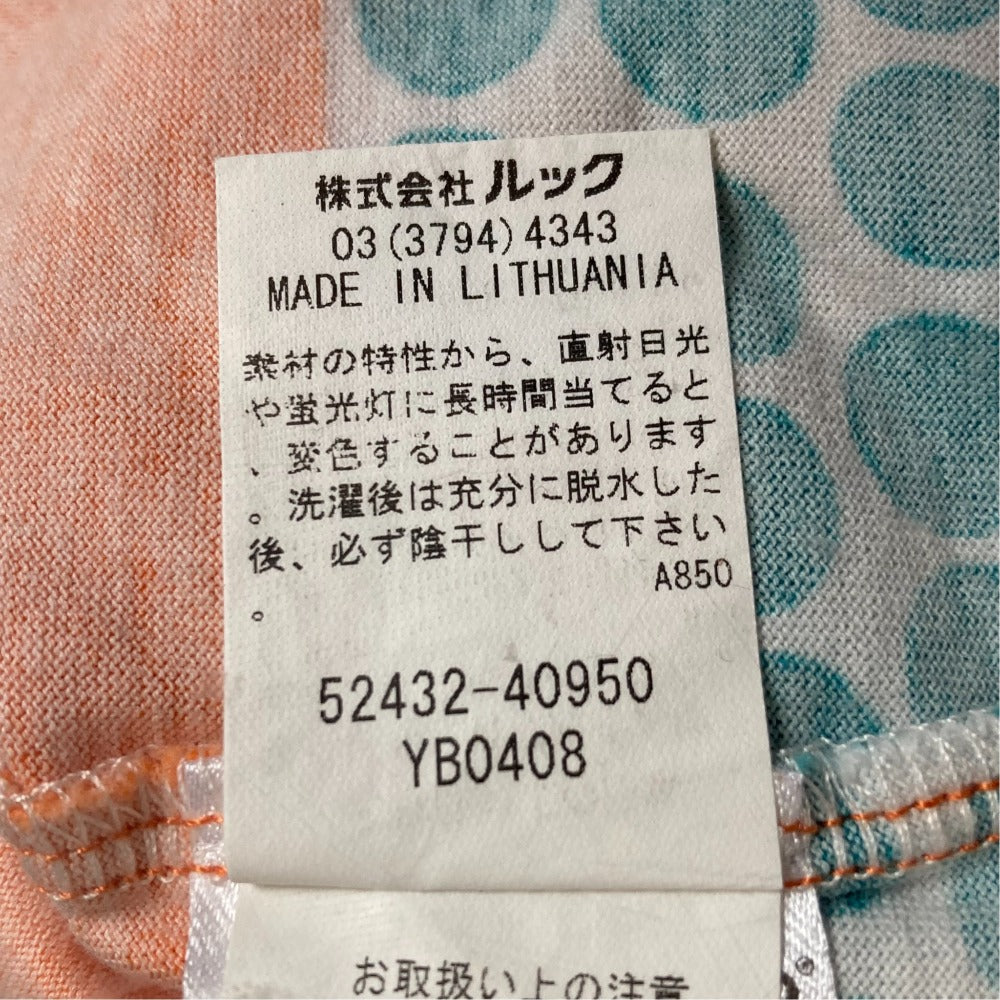 株式会社 ルック
03(3794)4343
MADE IN LITHUANIA
素材の特性から、直射日光
や蛍光灯に長時間当てると
、変色することがあります
。洗濯後は充分に脱水した
後、必ず陰干しして下さい
。
A850
52432-40950
YB0408
お取扱い上の注意